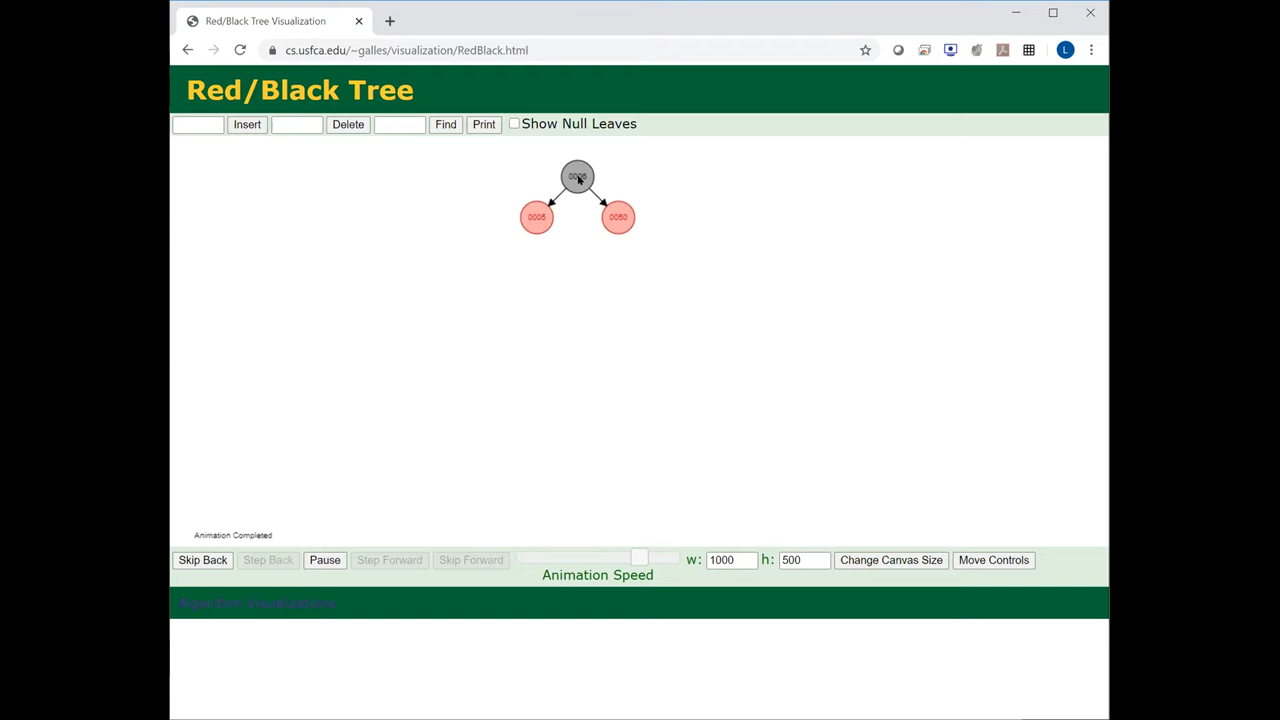 Red/Black Tree Visualization
cs.usfca.edu/~galles/visualization/RedBlack.html
L
Red/Black Tree
Insert Delete Find Print Show Null Leaves
0005 0050
Animation Completed
Skip Back Step Back Pause Step Forward Skip Forward w: 1000 h: 500 Change Canvas Size Move Controls
Animation Speed
Algorithm Visualizations